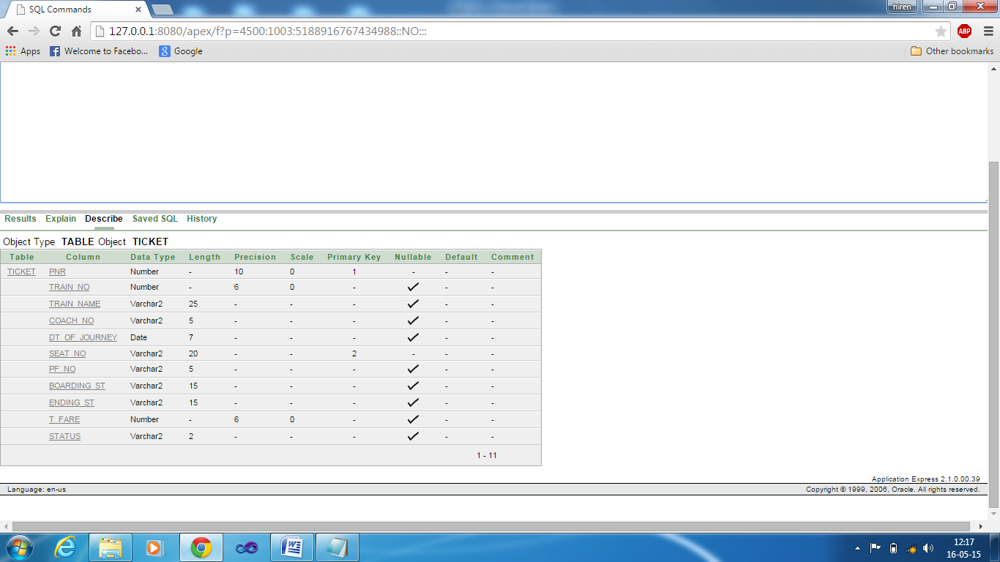 SQL Commands
hiren
127.0.0.1:8080/apex/f?p=4500:1003:5188916767434988::NO:::
ABP
Apps Welcome to Facebo... Google Other bookmarks
Results Explain Describe Saved SQL History
Object Type TABLE Object TICKET
Table Column Data Type Length Precision Scale Primary Key Nullable Default Comment
TICKET PNR Number - 10 0 1 - - -
TRAIN_NO Number - 6 0 - ✓ - -
TRAIN_NAME Varchar2 25 - - - ✓ - -
COACH_NO Varchar2 5 - - - ✓ - -
DT_OF_JOURNEY Date 7 - - - ✓ - -
SEAT_NO Varchar2 20 - - 2 - - -
PF_NO Varchar2 5 - - - ✓ - -
BOARDING_ST Varchar2 15 - - - ✓ - -
ENDING_ST Varchar2 15 - - - ✓ - -
T_FARE Number - 6 0 - ✓ - -
STATUS Varchar2 2 - - - ✓ - -
1 - 11
Application Express 2.1.0.00.39
Language: en-us Copyright © 1999, 2006, Oracle. All rights reserved.
12:17
16-05-15